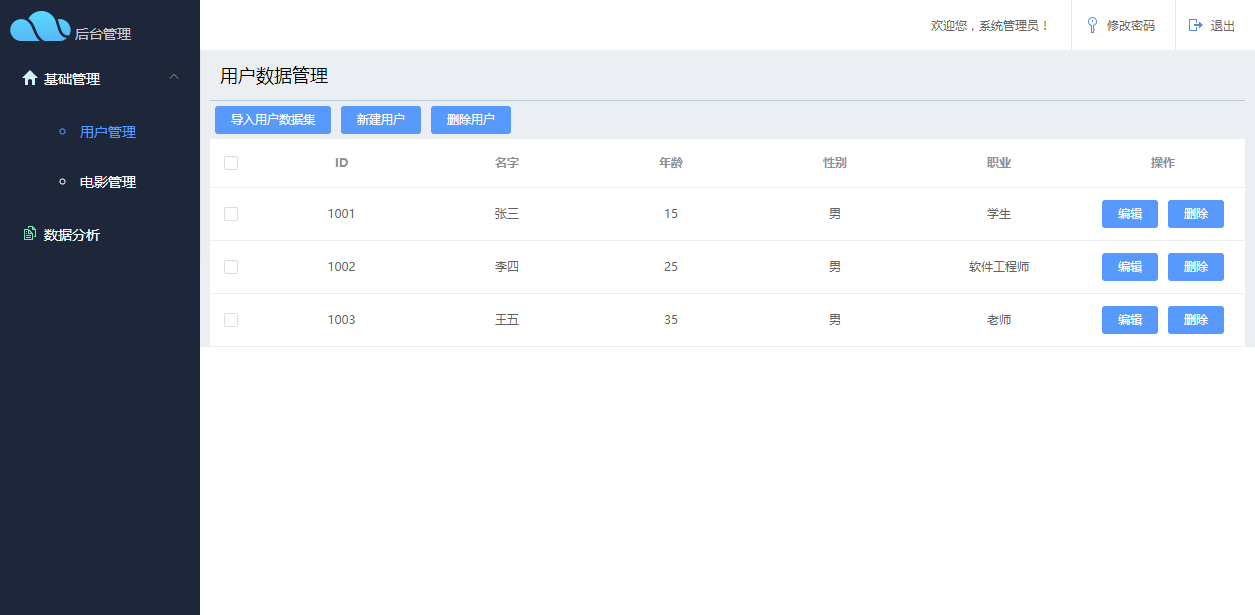 后台管理
欢迎您，系统管理员！ 修改密码 退出
基础管理
用户管理
电影管理
数据分析
用户数据管理
导入用户数据集 新建用户 删除用户
ID 名字 年龄 性别 职业 操作
1001 张三 15 男 学生 编辑 删除
1002 李四 25 男 软件工程师 编辑 删除
1003 王五 35 男 老师 编辑 删除